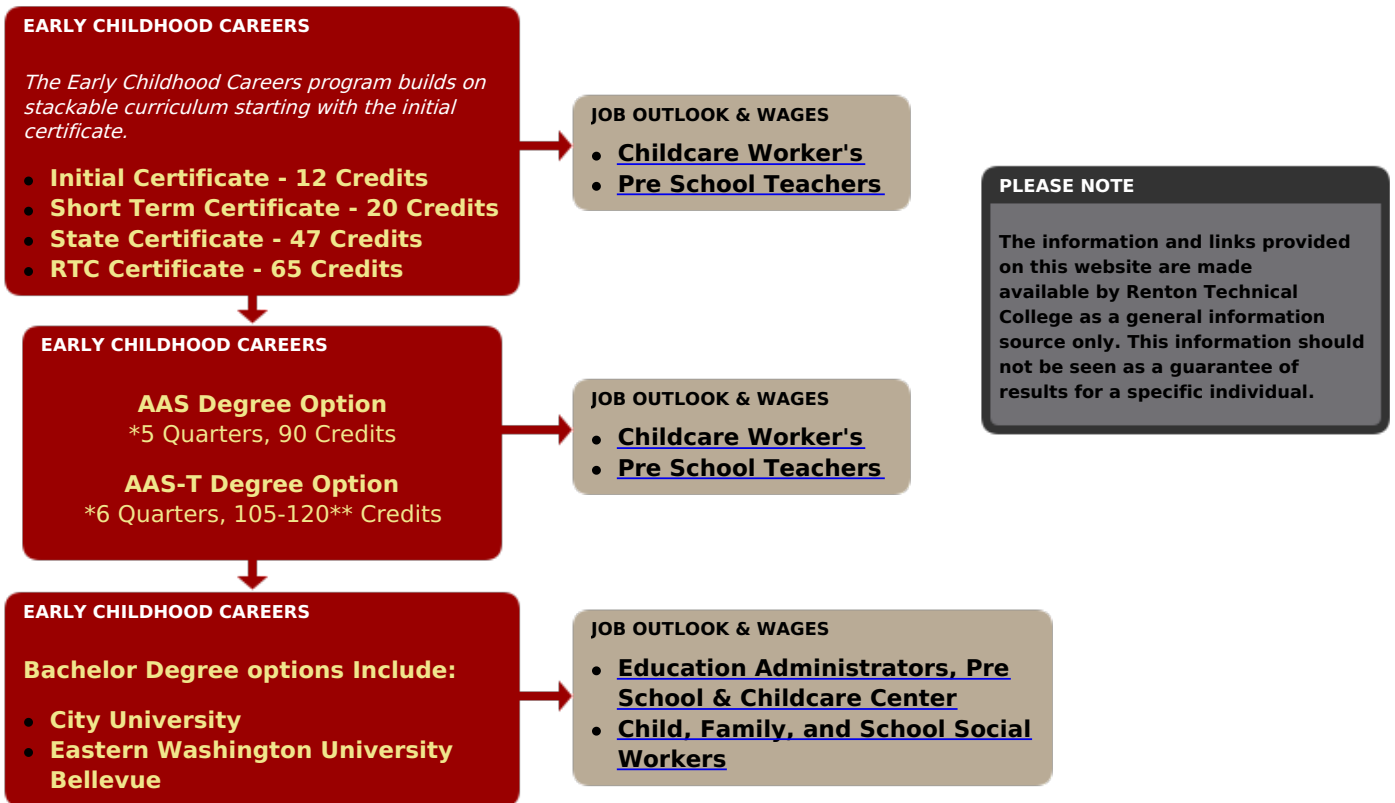 EARLY CHILDHOOD CAREERS
The Early Childhood Careers program builds on
stackable curriculum starting with the initial
certificate.
Initial Certificate - 12 Credits
Short Term Certificate - 20 Credits
State Certificate - 47 Credits
RTC Certificate - 65 Credits
JOB OUTLOOK & WAGES
Childcare Worker's
Pre School Teachers
PLEASE NOTE
The information and links provided
on this website are made
available by Renton Technical
College as a general information
source only. This information should
not be seen as a guarantee of
results for a specific individual.
EARLY CHILDHOOD CAREERS
AAS Degree Option
*5 Quarters, 90 Credits
AAS-T Degree Option
*6 Quarters, 105-120** Credits
JOB OUTLOOK & WAGES
Childcare Worker's
Pre School Teachers
EARLY CHILDHOOD CAREERS
Bachelor Degree options Include:
City University
Eastern Washington University
Bellevue
JOB OUTLOOK & WAGES
Education Administrators, Pre
School & Childcare Center
Child, Family, and School Social
Workers